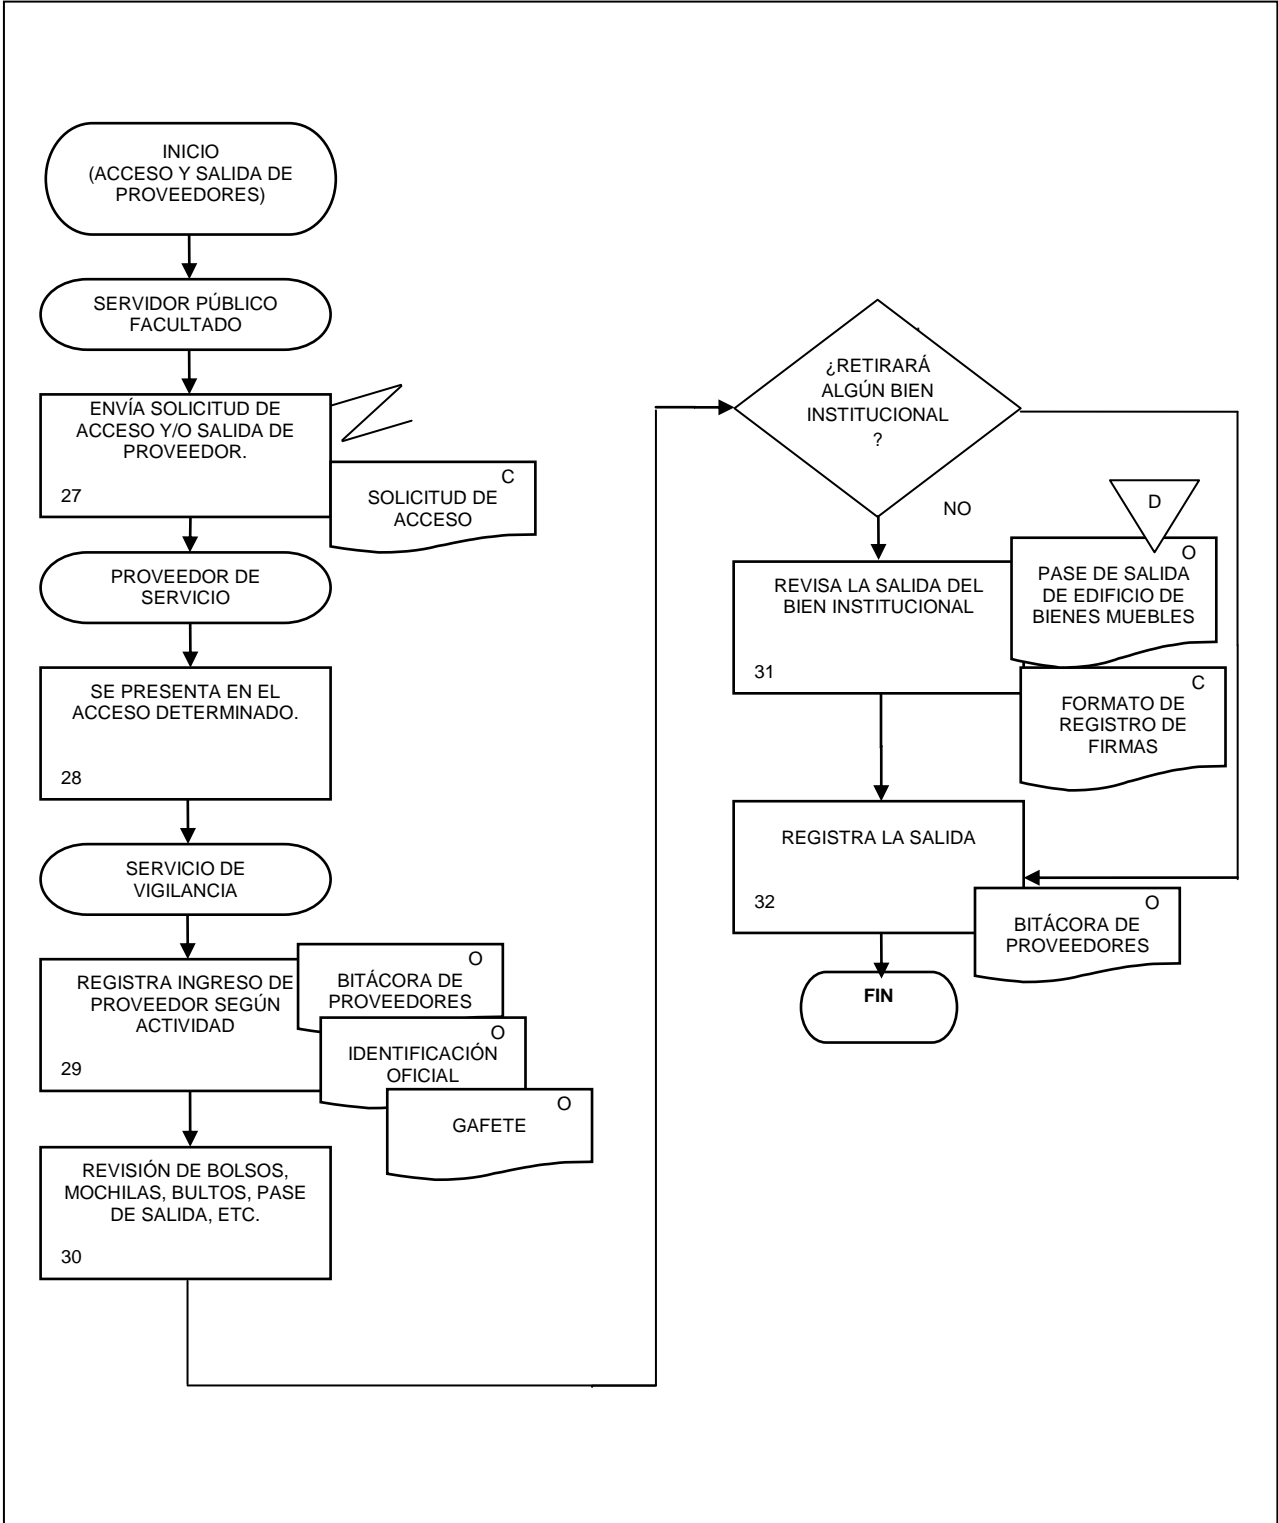 INICIO
(ACCESO Y SALIDA DE
PROVEEDORES)
SERVIDOR PÚBLICO
FACULTADO
ENVÍA SOLICITUD DE
ACCESO Y/O SALIDA DE
PROVEEDOR.
27
C
SOLICITUD DE
ACCESO
PROVEEDOR DE
SERVICIO
SE PRESENTA EN EL
ACCESO DETERMINADO.
28
SERVICIO DE
VIGILANCIA
REGISTRA INGRESO DE
PROVEEDOR SEGÚN
ACTIVIDAD
29
O
BITÁCORA DE
PROVEEDORES
O
IDENTIFICACIÓN
OFICIAL
O
GAFETE
REVISIÓN DE BOLSOS,
MOCHILAS, BULTOS, PASE
DE SALIDA, ETC.
30
¿RETIRARÁ
ALGÚN BIEN
INSTITUCIONAL
?
NO
D
REVISA LA SALIDA DEL
BIEN INSTITUCIONAL
31
O
PASE DE SALIDA
DE EDIFICIO DE
BIENES MUEBLES
C
FORMATO DE
REGISTRO DE
FIRMAS
REGISTRA LA SALIDA
32
O
BITÁCORA DE
PROVEEDORES
FIN